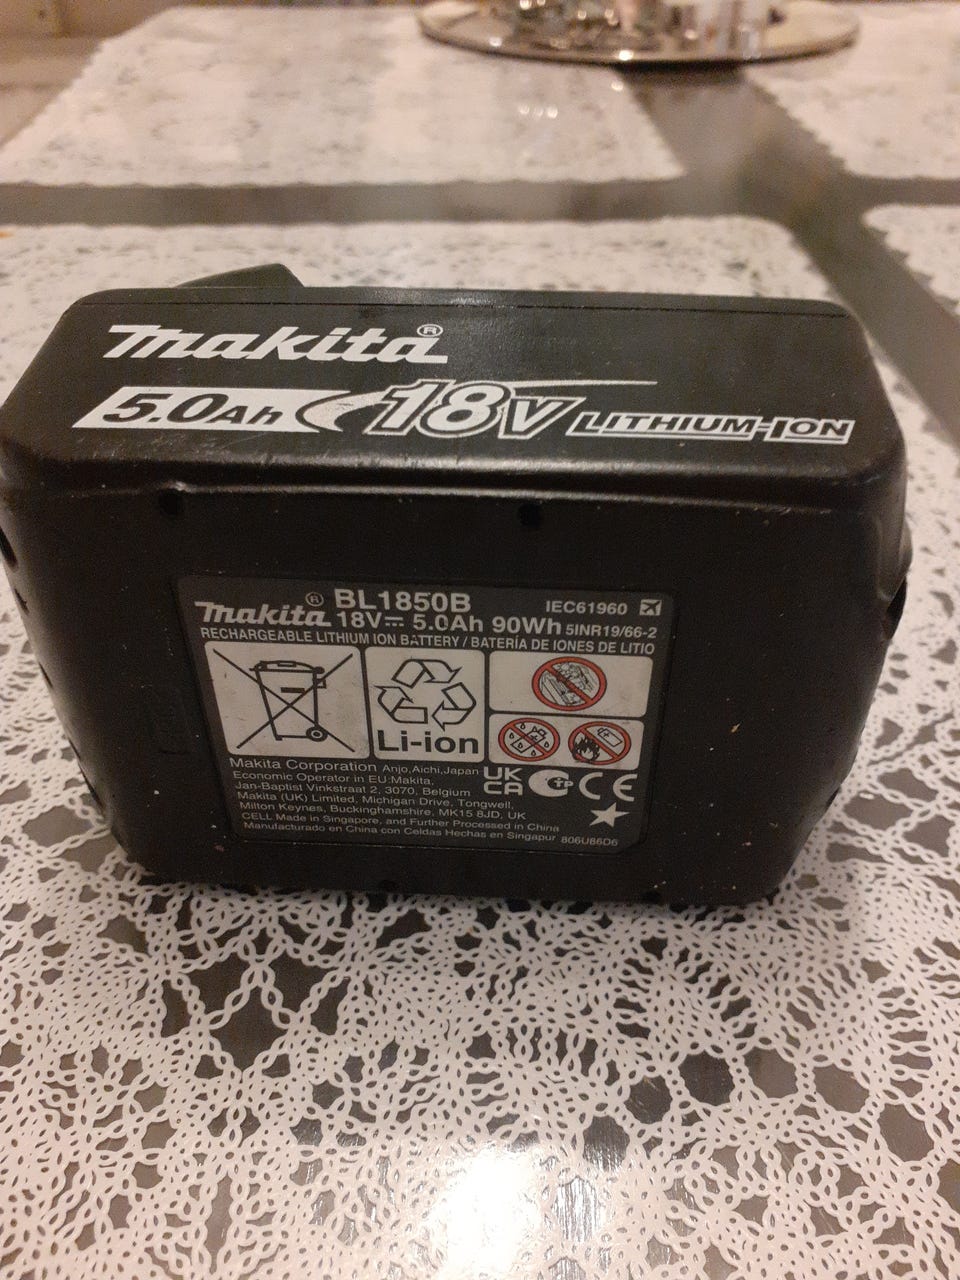 makita®
5.0Ah 18V LITHIUM-ION
makita® BL1850B IEC61960
18V 5.0Ah 90Wh 5INR19/66-2
RECHARGEABLE LITHIUM ION BATTERY / BATERÍA DE IONES DE LITIO
Li-ion
Makita Corporation Anjo, Aichi, Japan
Economic Operator in EU: Makita,
Jan-Baptist Vinkstraat 2, 3070, Belgium
Makita (UK) Limited, Michigan Drive, Tongwell,
Milton Keynes, Buckinghamshire, MK15 8JD, UK
CELL Made in Singapore, and Further Processed in China
Manufacturado en China con Celdas Hechas en Singapur 806U86D6
UK
CA
TP
CE